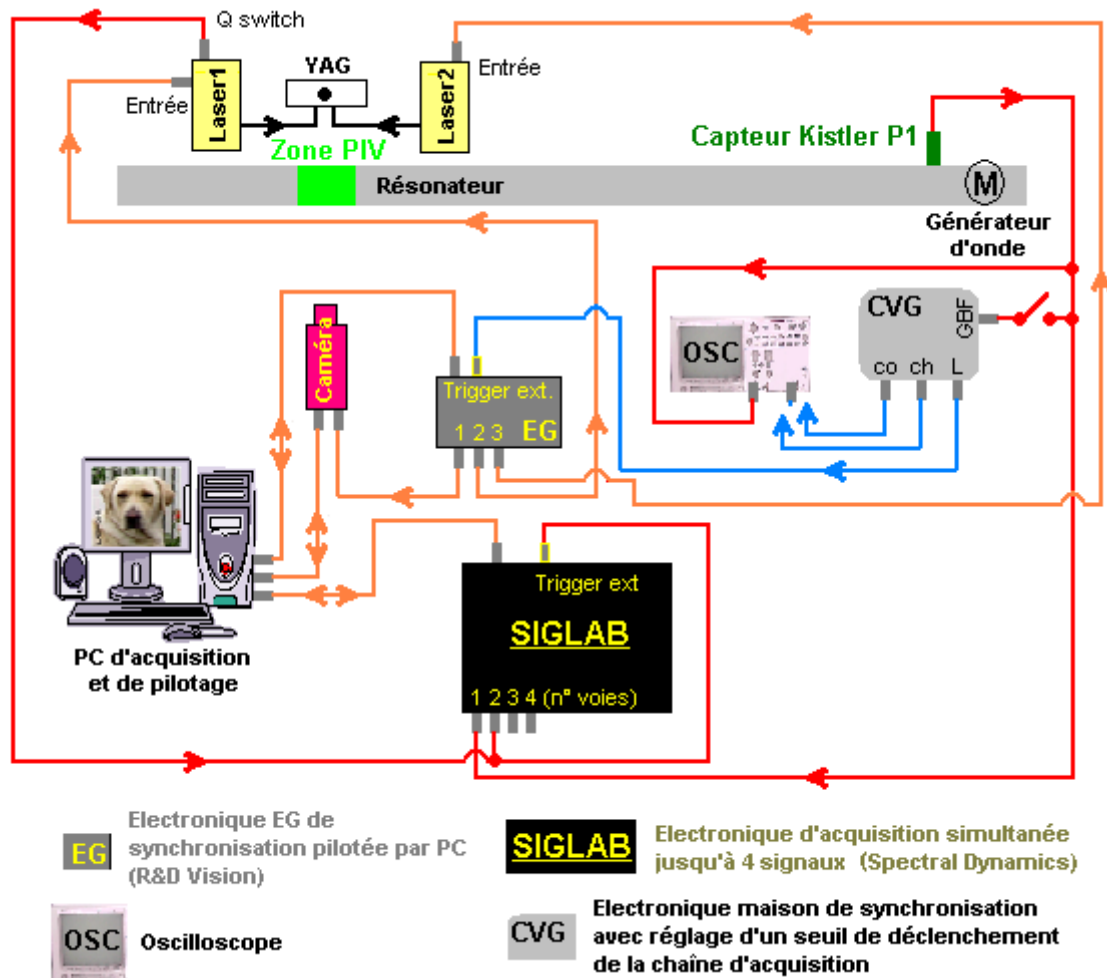 Q switch
YAG
Entrée
Laser1
Laser2
Entrée
Zone PIV
Capteur Kistler P1
Résonateur
M
Générateur
d'onde
CVG
GBF
co ch L
OSC
Caméra
Trigger ext.
1 2 3 EG
Trigger ext
SIGLAB
1 2 3 4 (n° voies)
PC d'acquisition
et de pilotage
EG
Electronique EG de
synchronisation pilotée par PC
(R&D Vision)
SIGLAB
Electronique d'acquisition simultanée
jusqu'à 4 signaux (Spectral Dynamics)
OSC
Oscilloscope
CVG
Electronique maison de synchronisation
avec réglage d'un seuil de déclenchement
de la chaîne d'acquisition